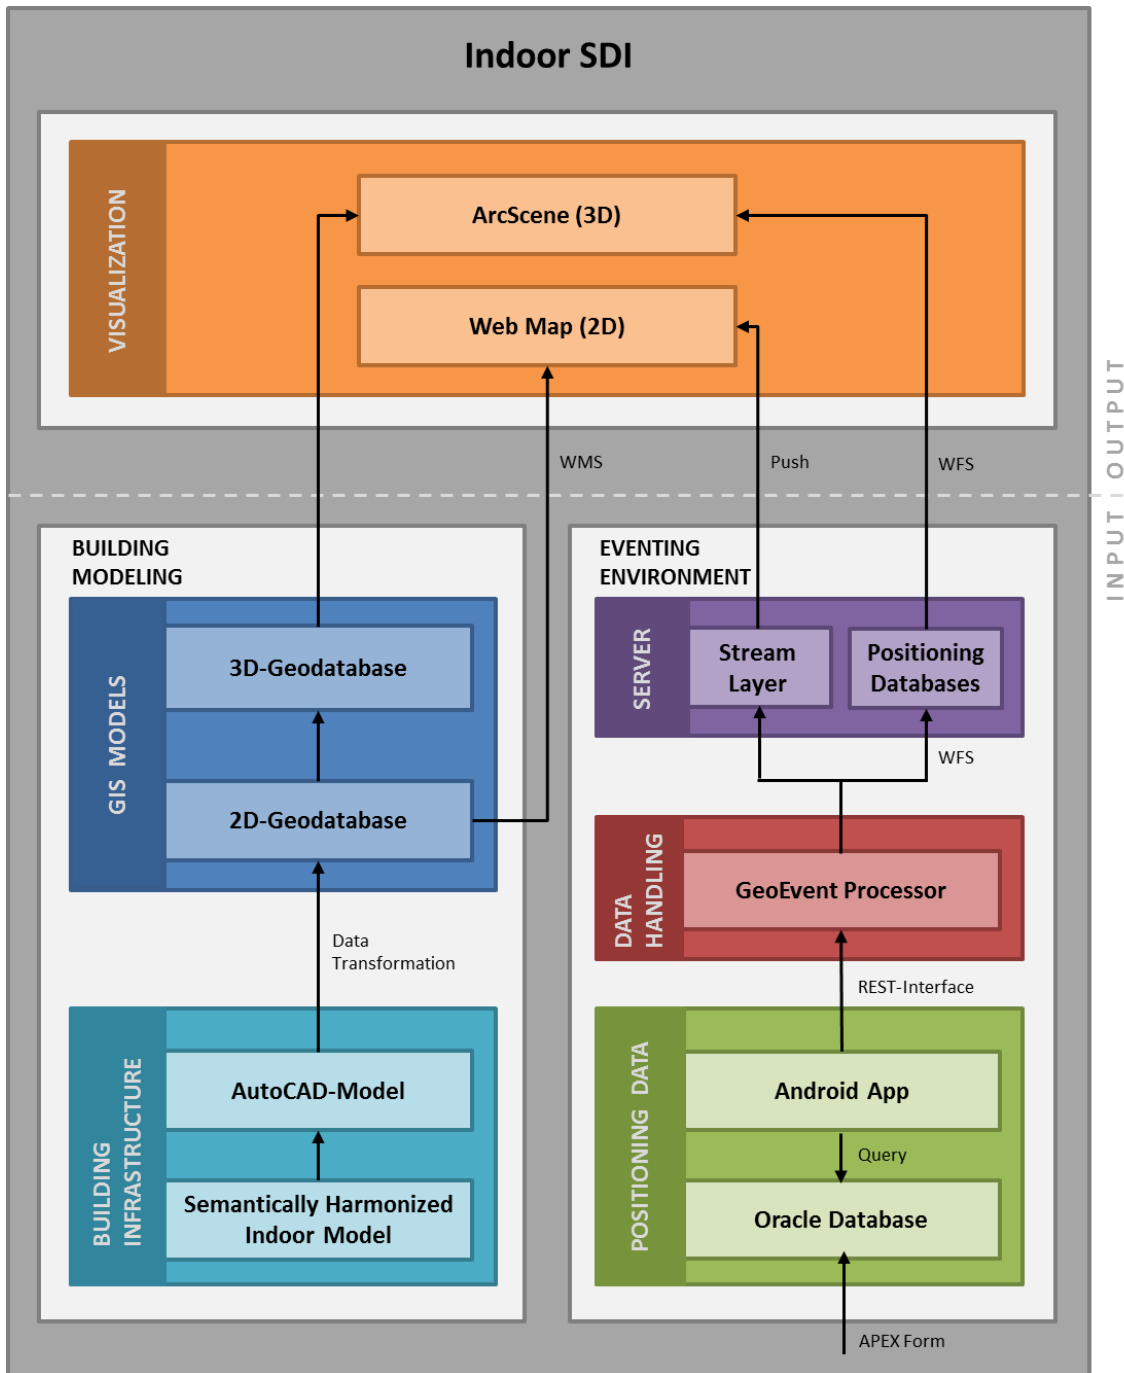 Indoor SDI
VISUALIZATION
ArcScene (3D)
Web Map (2D)
WMS
Push
WFS
OUTPUT
INPUT
BUILDING
MODELING
GIS MODELS
3D-Geodatabase
2D-Geodatabase
Data
Transformation
BUILDING
INFRASTRUCTURE
AutoCAD-Model
Semantically Harmonized
Indoor Model
EVENTING
ENVIRONMENT
SERVER
Stream
Layer
Positioning
Databases
WFS
DATA
HANDLING
GeoEvent Processor
REST-Interface
POSITIONING DATA
Android App
Query
Oracle Database
APEX Form